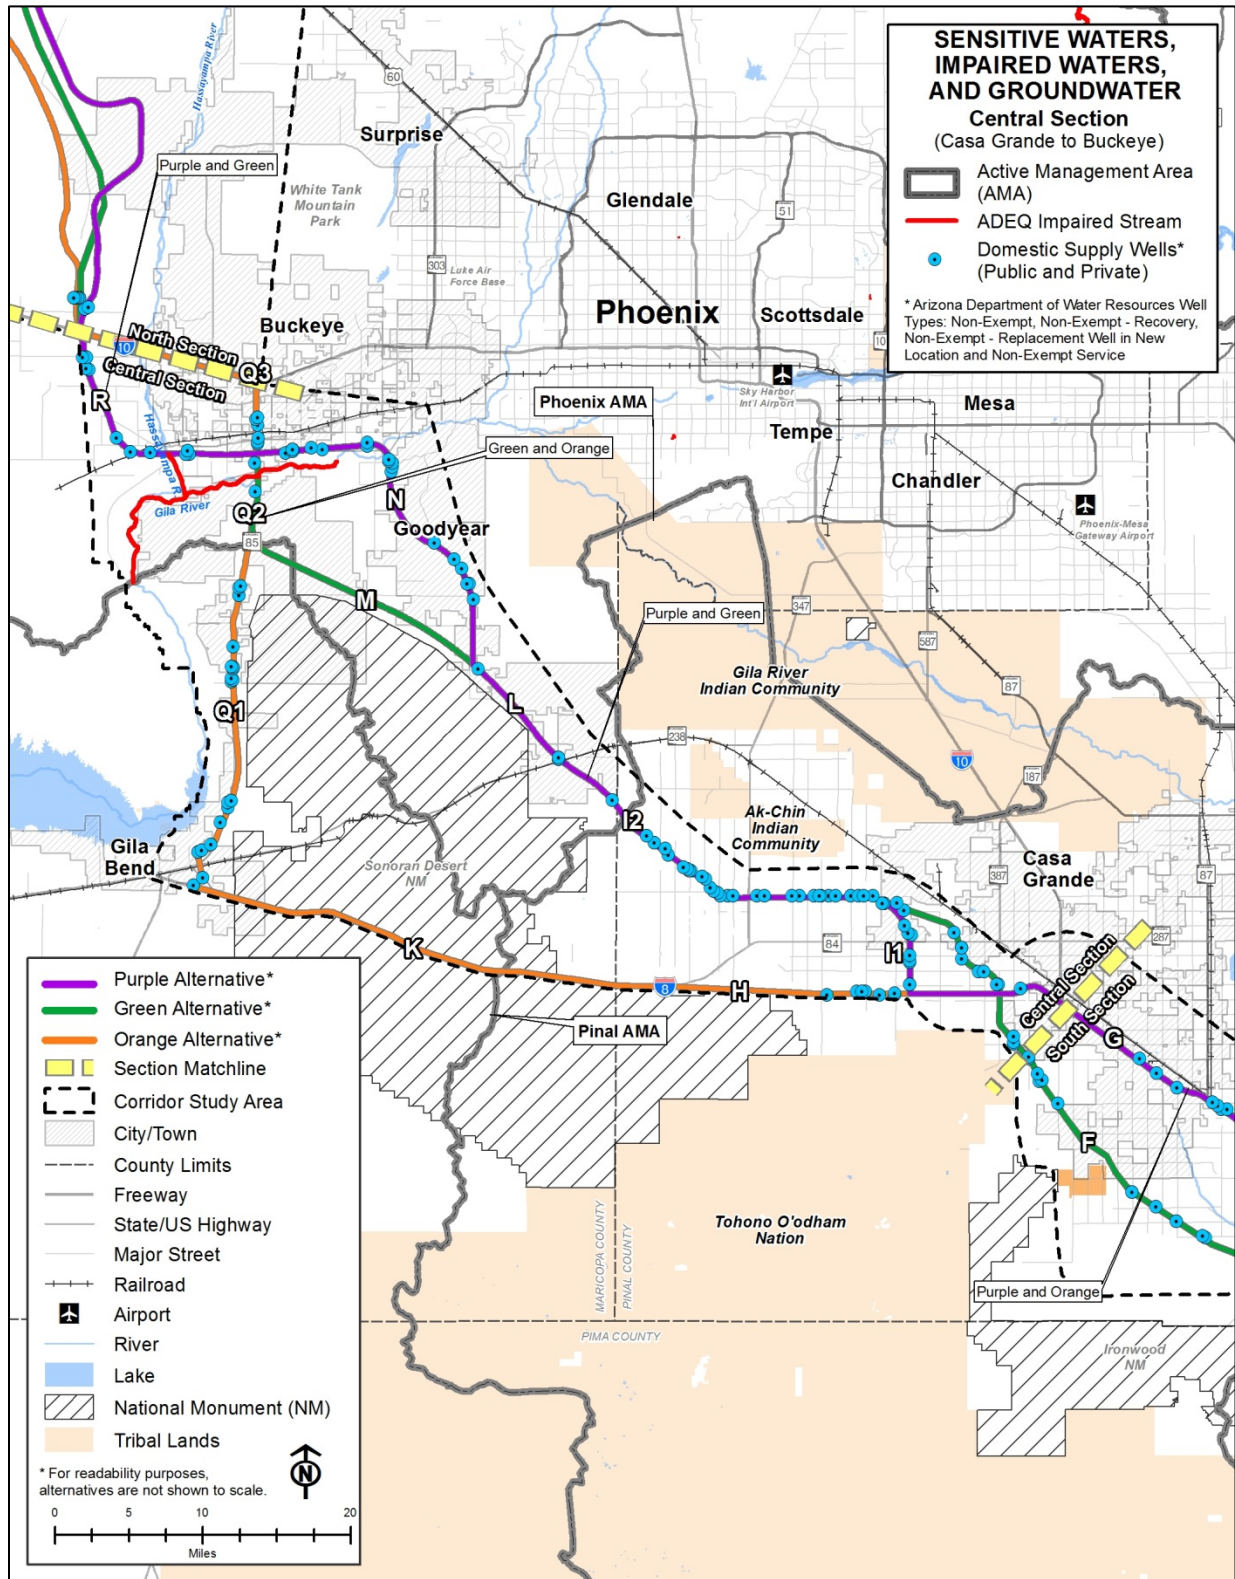 SENSITIVE WATERS,
IMPAIRED WATERS,
AND GROUNDWATER
Central Section
(Casa Grande to Buckeye)
Active Management Area
(AMA)
ADEQ Impaired Stream
Domestic Supply Wells*
(Public and Private)
* Arizona Department of Water Resources Well
Types: Non-Exempt, Non-Exempt - Recovery,
Non-Exempt - Replacement Well in New
Location and Non-Exempt Service
Hassayampa River
60
Surprise
Purple and Green
White Tank
Mountain
Park
Glendale
51
303
Luke Air
Force Base
Phoenix
Scottsdale
10
Buckeye
North Section
10
Central Section
Q3
Sky Harbor
Int'l Airport
Mesa
R
Phoenix AMA
Tempe
Hassayampa R.
Green and Orange
Chandler
N
Gila River
Q2
Goodyear
Phoenix-Mesa
Gateway Airport
85
M
Purple and Green
347
587
Gila River
Indian Community
87
L
Q1
238
10
187
I2
Ak-Chin
Indian
Community
Gila
Bend
Sonoran Desert
NM
Casa
Grande
387
87
K
84
I1
287
Central Section
South Section
8
H
G
Pinal AMA
F
Tohono O'odham
Nation
MARICOPA COUNTY
PINAL COUNTY
Purple and Orange
PIMA COUNTY
Ironwood
NM
Purple Alternative*
Green Alternative*
Orange Alternative*
Section Matchline
Corridor Study Area
City/Town
County Limits
Freeway
State/US Highway
Major Street
Railroad
Airport
River
Lake
National Monument (NM)
Tribal Lands
* For readability purposes,
alternatives are not shown to scale.
N
0 10 20
Miles